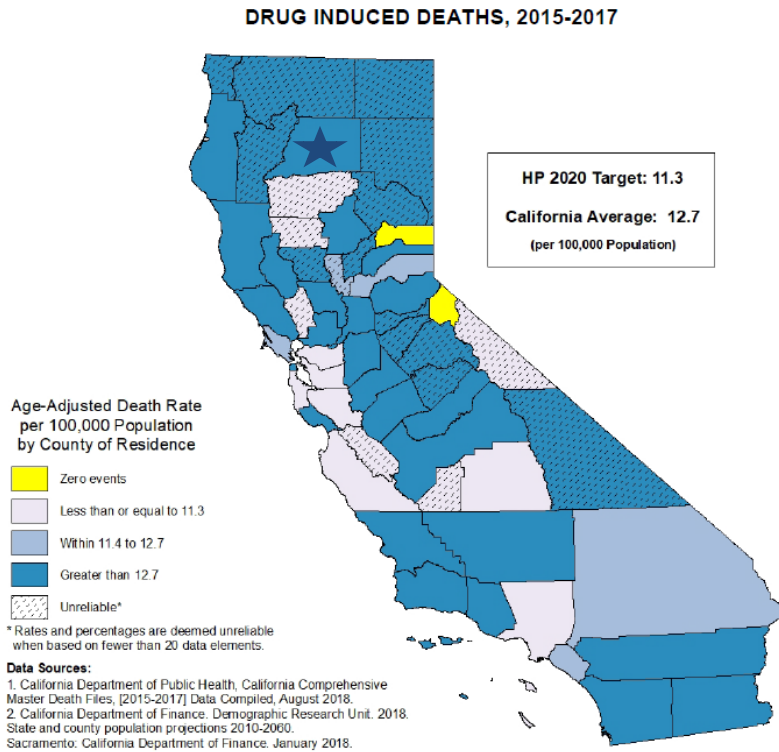 DRUG INDUCED DEATHS, 2015-2017
HP 2020 Target: 11.3
California Average: 12.7
(per 100,000 Population)
Age-Adjusted Death Rate
per 100,000 Population
by County of Residence
Zero events
Less than or equal to 11.3
Within 11.4 to 12.7
Greater than 12.7
Unreliable*
* Rates and percentages are deemed unreliable
when based on fewer than 20 data elements.
Data Sources:
1. California Department of Public Health, California Comprehensive
Master Death Files, [2015-2017] Data Compiled, August 2018.
2. California Department of Finance. Demographic Research Unit. 2018.
State and county population projections 2010-2060.
Sacramento: California Department of Finance. January 2018.